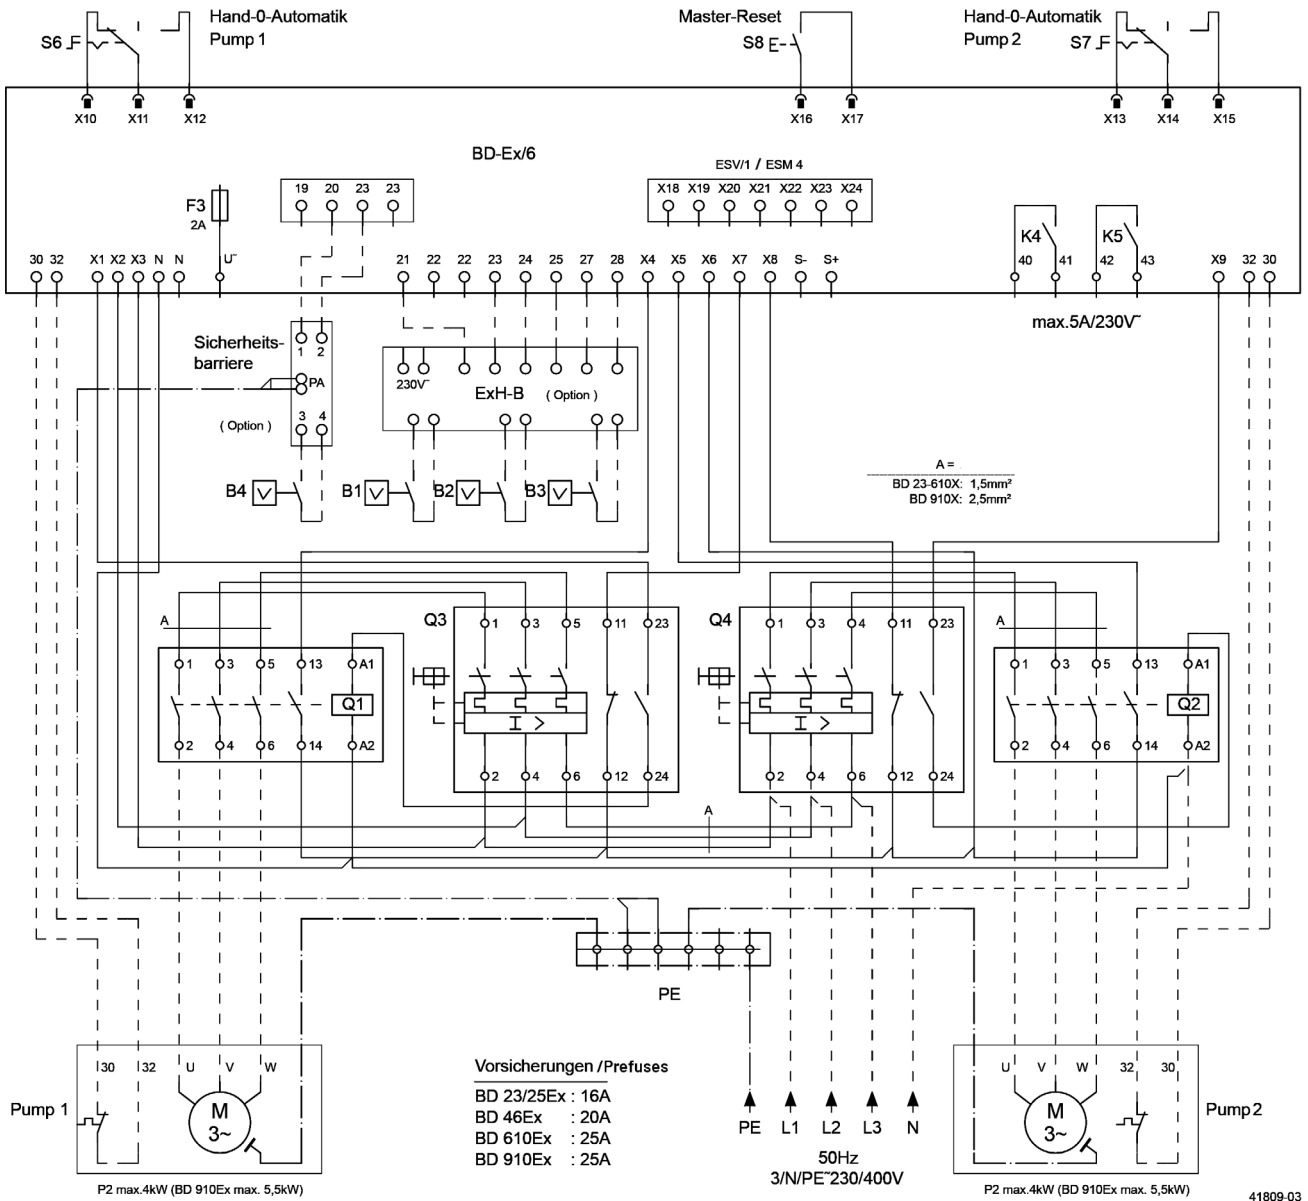 Hand-0-Automatik
Pump 1
S6
Master-Reset
S8
Hand-0-Automatik
Pump 2
S7
X10 X11 X12
X16 X17
X13 X14 X15
BD-Ex/6
ESV/1 / ESM 4
19 20 23 23
X18 X19 X20 X21 X22 X23 X24
F3
2A
K4 K5
30 32 X1 X2 X3 N N U~
21 22 22 23 24 25 27 28 X4 X5 X6 X7 X8 S- S+
40 41 42 43
X9 32 30
max.5A/230V~
Sicherheits-
barriere
1 2
PA
3 4
( Option )
230V~
ExH-B ( Option )
B4 B1 B2 B3
A =
BD 23-610X: 1,5mm²
BD 910X: 2,5mm²
Q3
1 3 5 11 23
Q4
1 3 4 11 23
A
A
1 3 5 13 A1
1 3 5 13 A1
Q1
I >
I >
Q2
2 4 6 14 A2
2 4 6 14 A2
2 4 6 12 24
2 4 6 12 24
A
PE
30 32 U V W
M
3~
Pump 1
P2 max.4kW (BD 910Ex max. 5,5kW)
Vorsicherungen /Prefuses
BD 23/25Ex : 16A
BD 46Ex : 20A
BD 610Ex : 25A
BD 910Ex : 25A
PE L1 L2 L3 N
50Hz
3/N/PE~230/400V
U V W 32 30
M
3~
Pump 2
P2 max.4kW (BD 910Ex max. 5,5kW)
41809-03